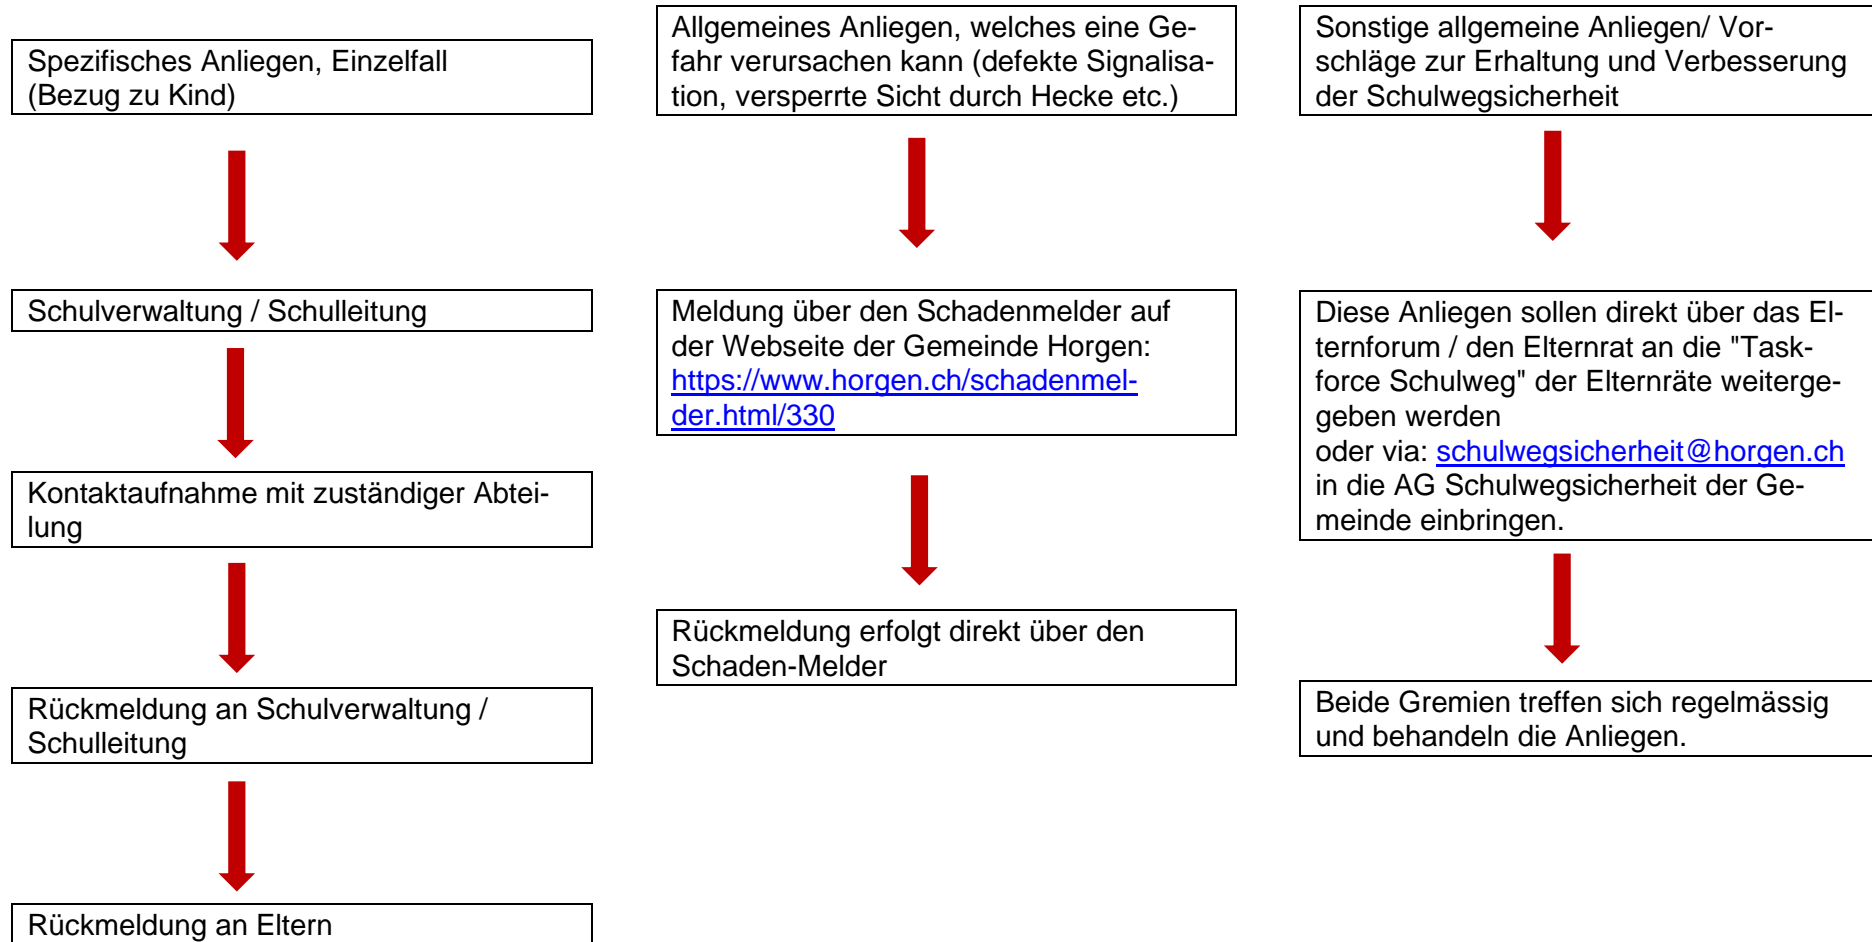 Spezifisches Anliegen, Einzelfall
(Bezug zu Kind)
Schulverwaltung / Schulleitung
Kontaktaufnahme mit zuständiger Abtei-
lung
Rückmeldung an Schulverwaltung /
Schulleitung
Rückmeldung an Eltern
Allgemeines Anliegen, welches eine Ge-
fahr verursachen kann (defekte Signalisa-
tion, versperrte Sicht durch Hecke etc.)
Meldung über den Schadenmelder auf
der Webseite der Gemeinde Horgen:
https://www.horgen.ch/schadenmel-
der.html/330
Rückmeldung erfolgt direkt über den
Schaden-Melder
Sonstige allgemeine Anliegen/ Vor-
schläge zur Erhaltung und Verbesserung
der Schulwegsicherheit
Diese Anliegen sollen direkt über das El-
ternforum / den Elternrat an die "Task-
force Schulweg" der Elternräte weiterge-
geben werden
oder via: schulwegsicherheit@horgen.ch
in die AG Schulwegsicherheit der Ge-
meinde einbringen.
Beide Gremien treffen sich regelmässig
und behandeln die Anliegen.